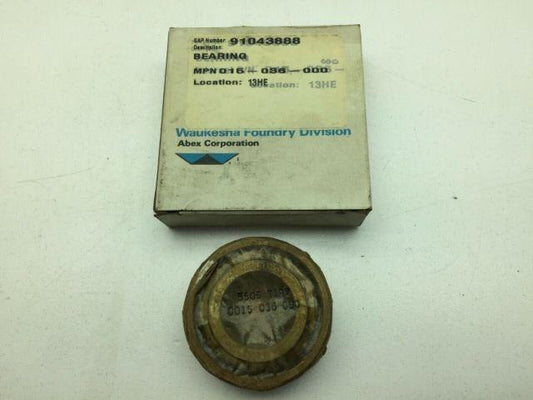 SAP Number 91043888
Description
BEARING
MPN 015 - 036 - 000
Location: 13HE
Location: 13HE
Waukesha Foundry Division
Abex Corporation
0015 036 000